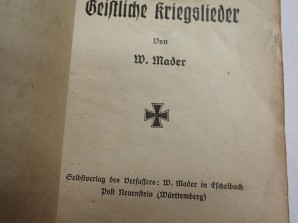 Geistliche Kriegslieder
Von
W. Mader
Selbstverlag des Verfassers: W. Mader in Eschelbach
Post Neuenstein (Württemberg)